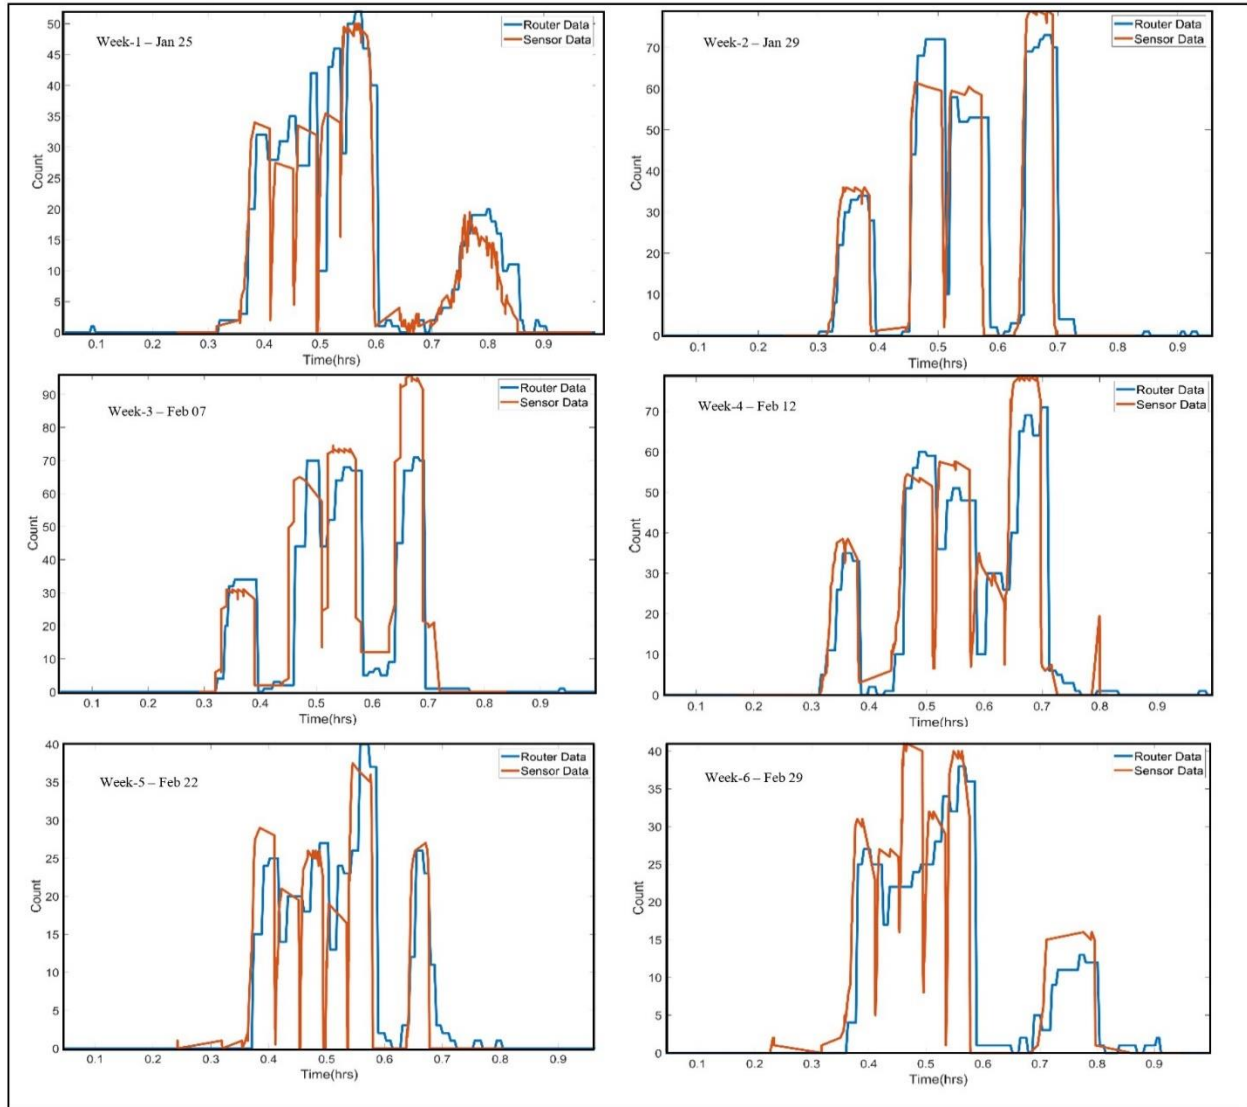 Week-1 – Jan 25
Router Data
Sensor Data
50
45
40
35
30
25
20
15
10
5
0
Count
0.1 0.2 0.3 0.4 0.5 0.6 0.7 0.8 0.9
Time(hrs)
Week-2 – Jan 29
Router Data
Sensor Data
70
60
50
40
30
20
10
0
Count
0.1 0.2 0.3 0.4 0.5 0.6 0.7 0.8 0.9
Time(hrs)
Week-3 – Feb 07
Router Data
Sensor Data
90
80
70
60
50
40
30
20
10
0
Count
0.1 0.2 0.3 0.4 0.5 0.6 0.7 0.8 0.9
Time(hrs)
Week-4 – Feb 12
Router Data
Sensor Data
70
60
50
40
30
20
10
0
Count
0.1 0.2 0.3 0.4 0.5 0.6 0.7 0.8 0.9
Time(hrs)
Week-5 – Feb 22
Router Data
Sensor Data
40
35
30
25
20
15
10
5
0
Count
0.1 0.2 0.3 0.4 0.5 0.6 0.7 0.8 0.9
Time(hrs)
Week-6 – Feb 29
Router Data
Sensor Data
40
35
30
25
20
15
10
5
0
Count
0.1 0.2 0.3 0.4 0.5 0.6 0.7 0.8 0.9
Time(hrs)